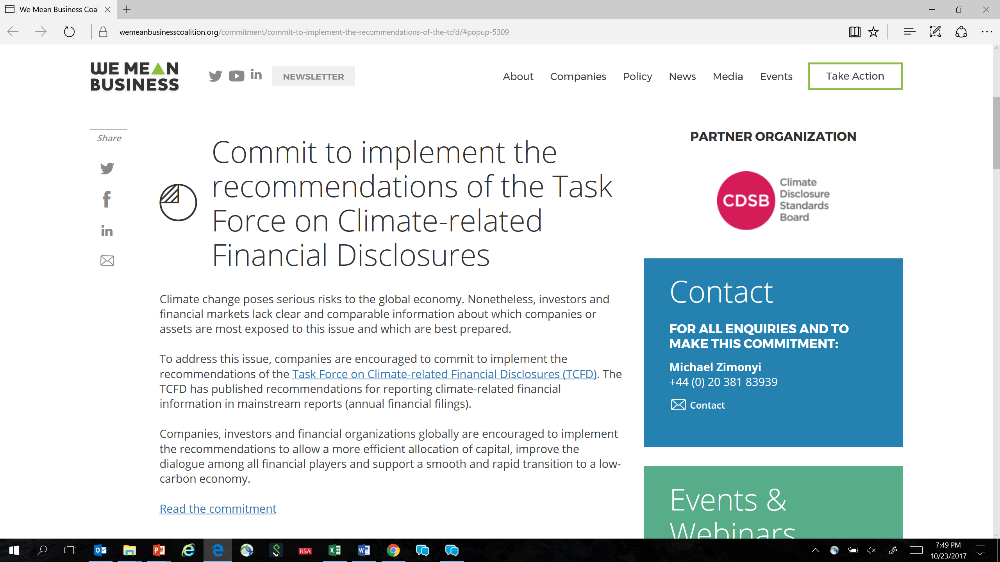 We Mean Business Coal
wemeanbusinesscoalition.org/commitment/commit-to-implement-the-recommendations-of-the-tcfd/#popup-5309
WE MEAN
BUSINESS
in
NEWSLETTER
About
Companies
Policy
News
Media
Events
Take Action
Share
f
in
Commit to implement the
recommendations of the Task
Force on Climate-related
Financial Disclosures
Climate change poses serious risks to the global economy. Nonetheless, investors and
financial markets lack clear and comparable information about which companies or
assets are most exposed to this issue and which are best prepared.
To address this issue, companies are encouraged to commit to implement the
recommendations of the Task Force on Climate-related Financial Disclosures (TCFD). The
TCFD has published recommendations for reporting climate-related financial
information in mainstream reports (annual financial filings).
Companies, investors and financial organizations globally are encouraged to implement
the recommendations to allow a more efficient allocation of capital, improve the
dialogue among all financial players and support a smooth and rapid transition to a low-
carbon economy.
Read the commitment
PARTNER ORGANIZATION
CDSB
Climate
Disclosure
Standards
Board
Contact
FOR ALL ENQUIRIES AND TO
MAKE THIS COMMITMENT:
Michael Zimonyi
+44 (0) 20 381 83939
Contact
Events &
Webinars
RSA
7:49 PM
10/23/2017